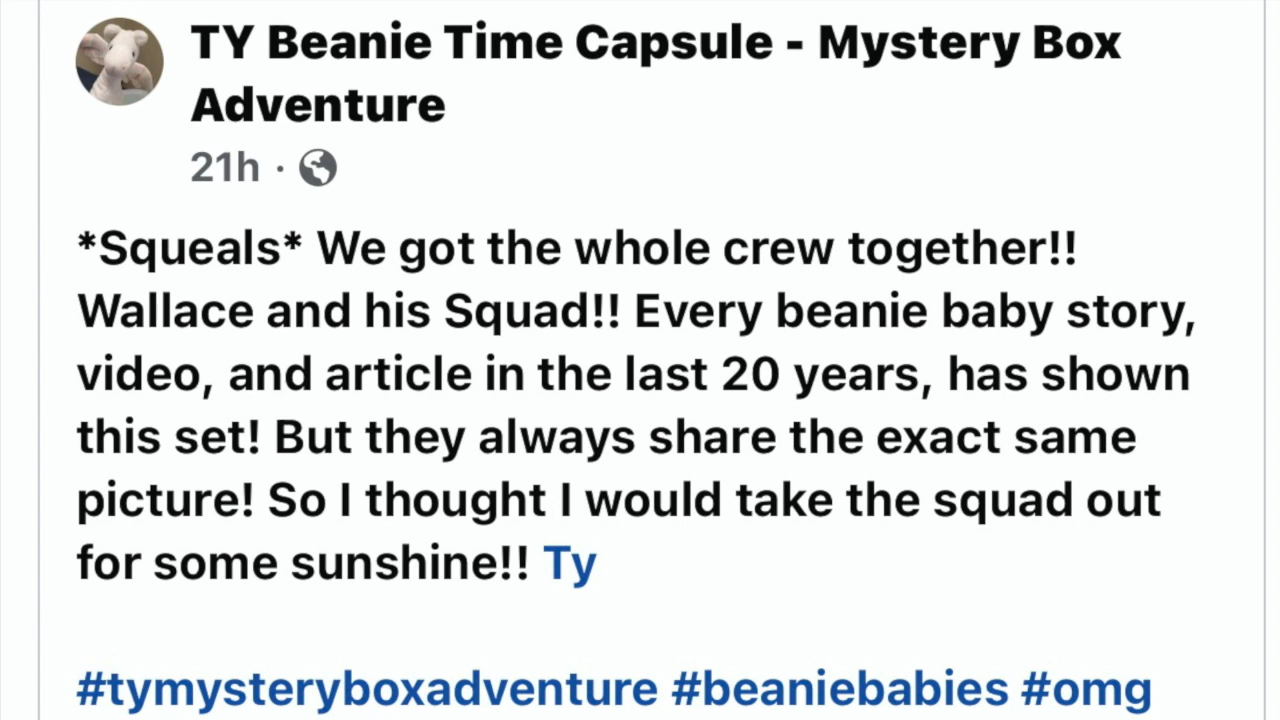 TY Beanie Time Capsule - Mystery Box
Adventure
21h ·
*Squeals* We got the whole crew together!!
Wallace and his Squad!! Every beanie baby story,
video, and article in the last 20 years, has shown
this set! But they always share the exact same
picture! So I thought I would take the squad out
for some sunshine!! Ty
#tymysteryboxadventure #beaniebabies #omg